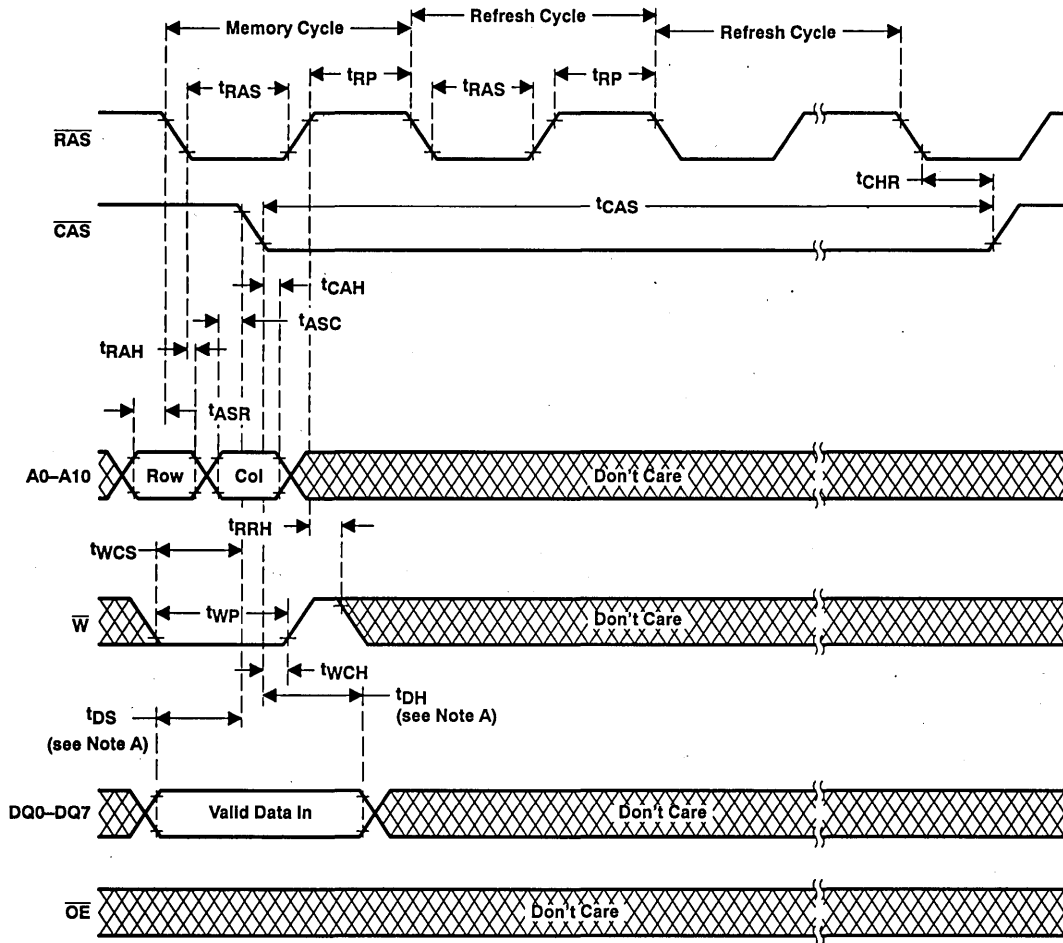 Memory Cycle
Refresh Cycle
Refresh Cycle
tRAS
tRP
tRAS
tRP
RAS
tCHR
tCAS
CAS
tCAH
tASC
tRAH
tASR
A0–A10
Row
Col
Don't Care
tRRH
tWCS
tWP
W
Don't Care
tWCH
tDH
(see Note A)
tDS
(see Note A)
DQ0–DQ7
Valid Data In
Don't Care
OE
Don't Care